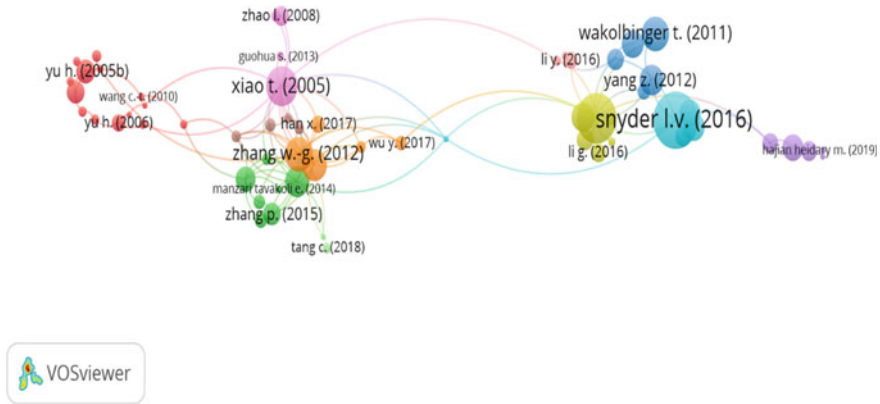 zhao l. (2008)
wakolbinger t. (2011)
guohua s. (2013)
li y. (2016)
yu h. (2005b)
xiao t. (2005)
yang z. (2012)
wang c.-l. (2010)
yu h. (2006)
han x. (2017)
snyder l.v. (2016)
wu y. (2017)
zhang w.-g. (2012)
li g. (2016)
hajian heidary m. (2019)
manzari tavakoli e. (2014)
zhang p. (2015)
tang c. (2018)
VOSviewer